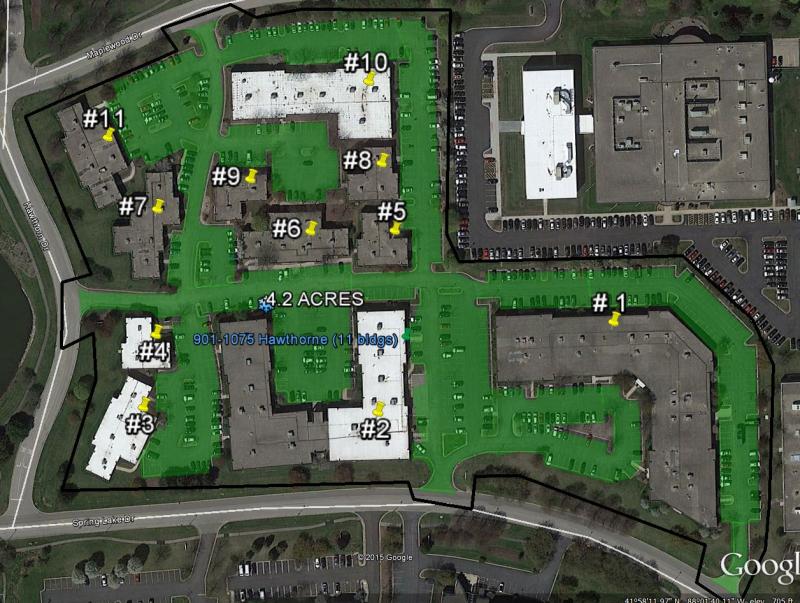 Maplewood Dr
#10
#11
#8
#9
#7
#5
#6
Hawthorne Dr
4.2 ACRES
# 1
901-1075 Hawthorne (11 bldgs)
#4
#2
#3
Spring Lake Dr
© 2015 Google
Googl
41°58'11.97" N 88°01'40.11" W elev 705 ft